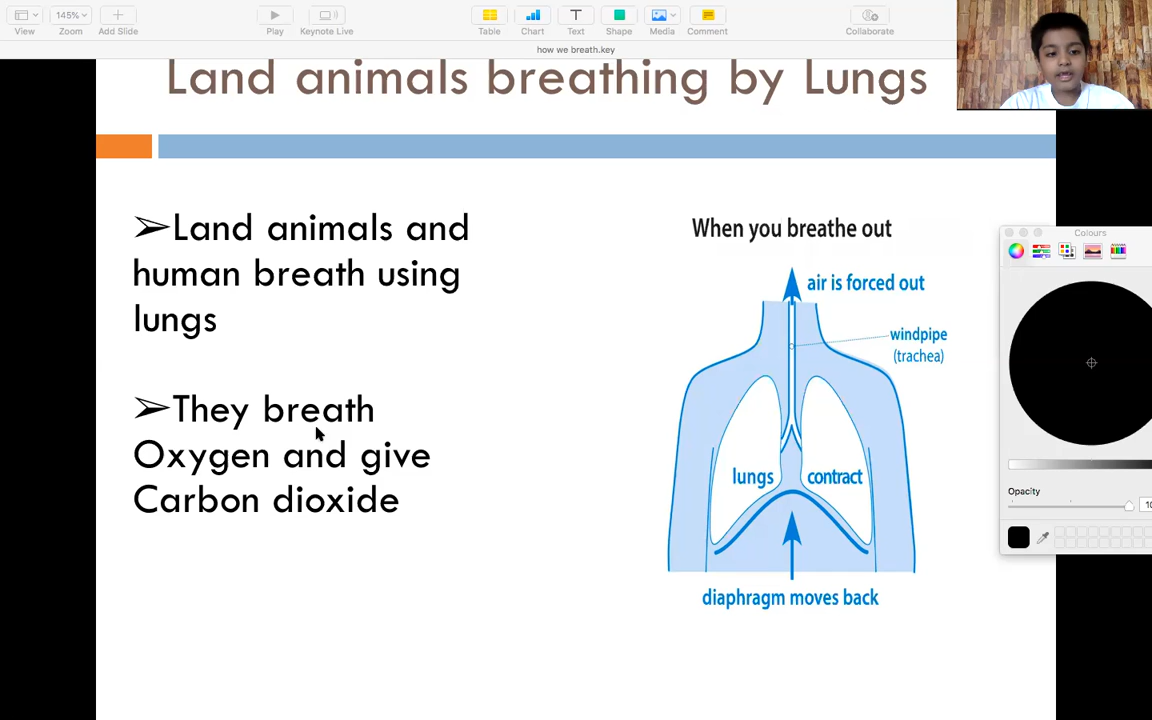 145%
View
Zoom
Add Slide
Play
Keynote Live
Table
Chart
Text
Shape
Media
Comment
Collaborate
how we breath.key
Land animals breathing by Lungs
➢Land animals and
human breath using
lungs
➢They breath
Oxygen and give
Carbon dioxide
When you breathe out
air is forced out
windpipe
(trachea)
lungs
contract
diaphragm moves back
Colours
Opacity
10